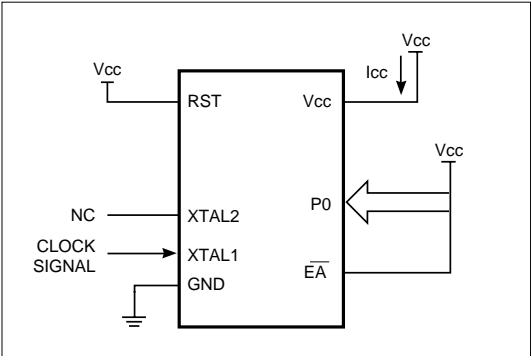 Vcc
Icc
Vcc
RST
Vcc
Vcc
NC
XTAL2
P0
CLOCK
SIGNAL
XTAL1
GND
EA